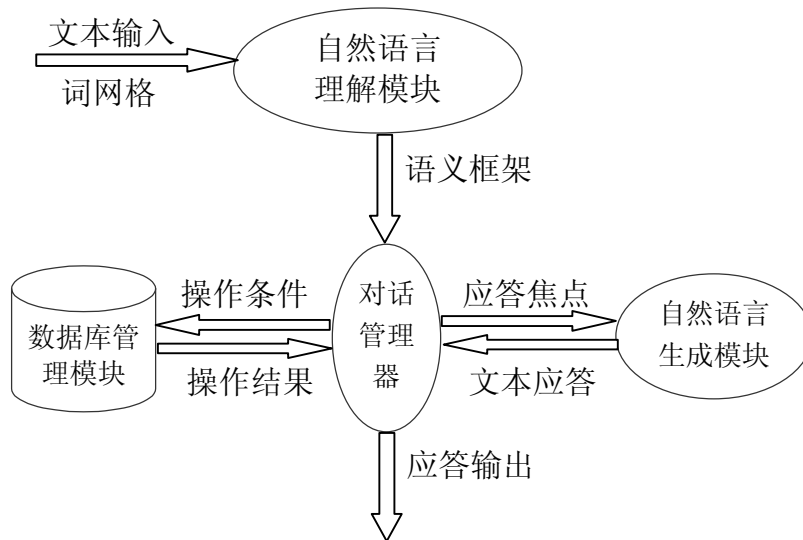 文本输入
词网格
自然语言
理解模块
语义框架
操作条件
数据库管
理模块
操作结果
对话
管理
器
应答焦点
文本应答
自然语言
生成模块
应答输出